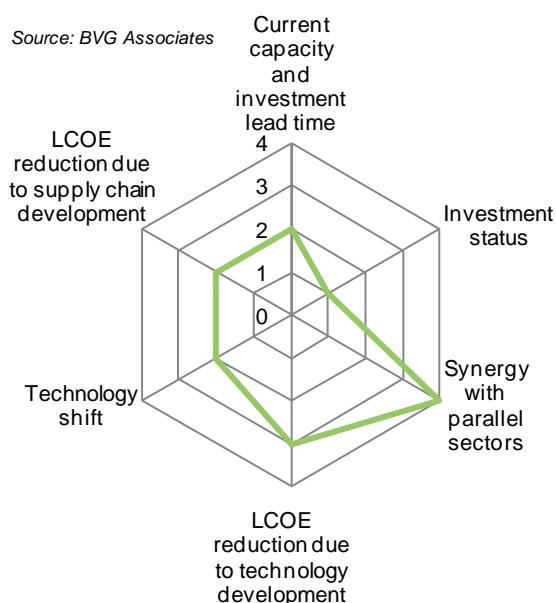 Source: BVG Associates
Current
capacity
and
investment
lead time
LCOE
reduction due
to supply chain
development
4
3
2
1
0
Investment
status
Synergy
with
parallel
sectors
Technology
shift
LCOE
reduction due
to technology
development